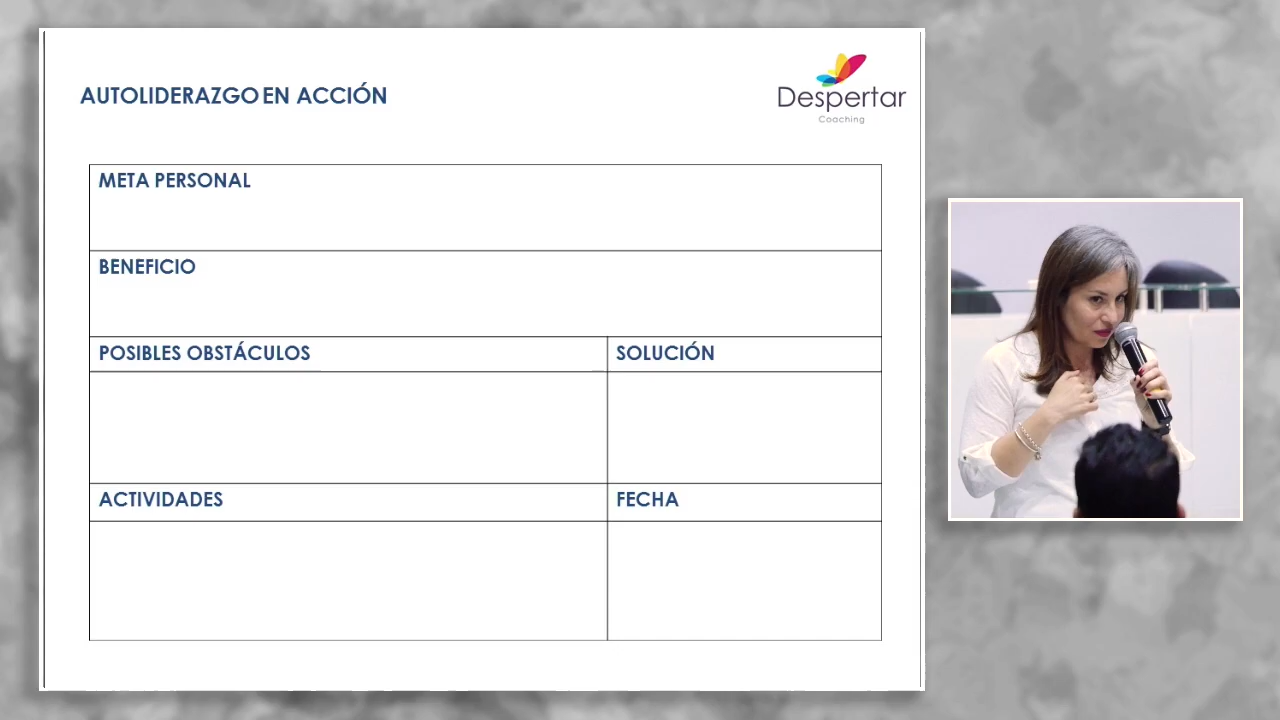 AUTOLIDERAZGO EN ACCIÓN
Despertar
Coaching
META PERSONAL
BENEFICIO
POSIBLES OBSTÁCULOS
SOLUCIÓN
ACTIVIDADES
FECHA